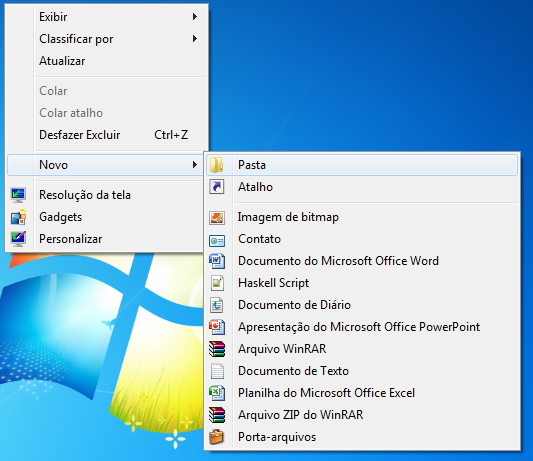 Exibir
Classificar por
Atualizar
Colar
Colar atalho
Desfazer Excluir Ctrl+Z
Novo
Resolução da tela
Gadgets
Personalizar
Pasta
Atalho
Imagem de bitmap
Contato
Documento do Microsoft Office Word
Haskell Script
Documento de Diário
Apresentação do Microsoft Office PowerPoint
Arquivo WinRAR
Documento de Texto
Planilha do Microsoft Office Excel
Arquivo ZIP do WinRAR
Porta-arquivos